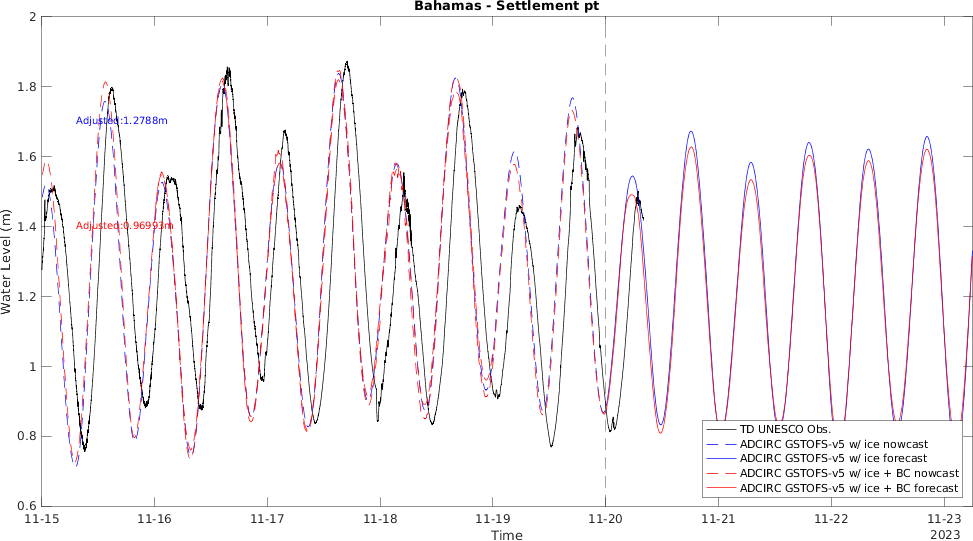 Bahamas - Settlement pt
2
1.8
Adjusted:1.2788m
1.6
1.4
Adjusted:0.96993m
Water Level (m)
1.2
1
0.8
0.6
TD UNESCO Obs.
ADCIRC GSTOFS-v5 w/ ice nowcast
ADCIRC GSTOFS-v5 w/ ice forecast
ADCIRC GSTOFS-v5 w/ ice + BC nowcast
ADCIRC GSTOFS-v5 w/ ice + BC forecast
11-15 11-16 11-17 11-18 11-19 11-20 11-21 11-22 11-23
Time 2023